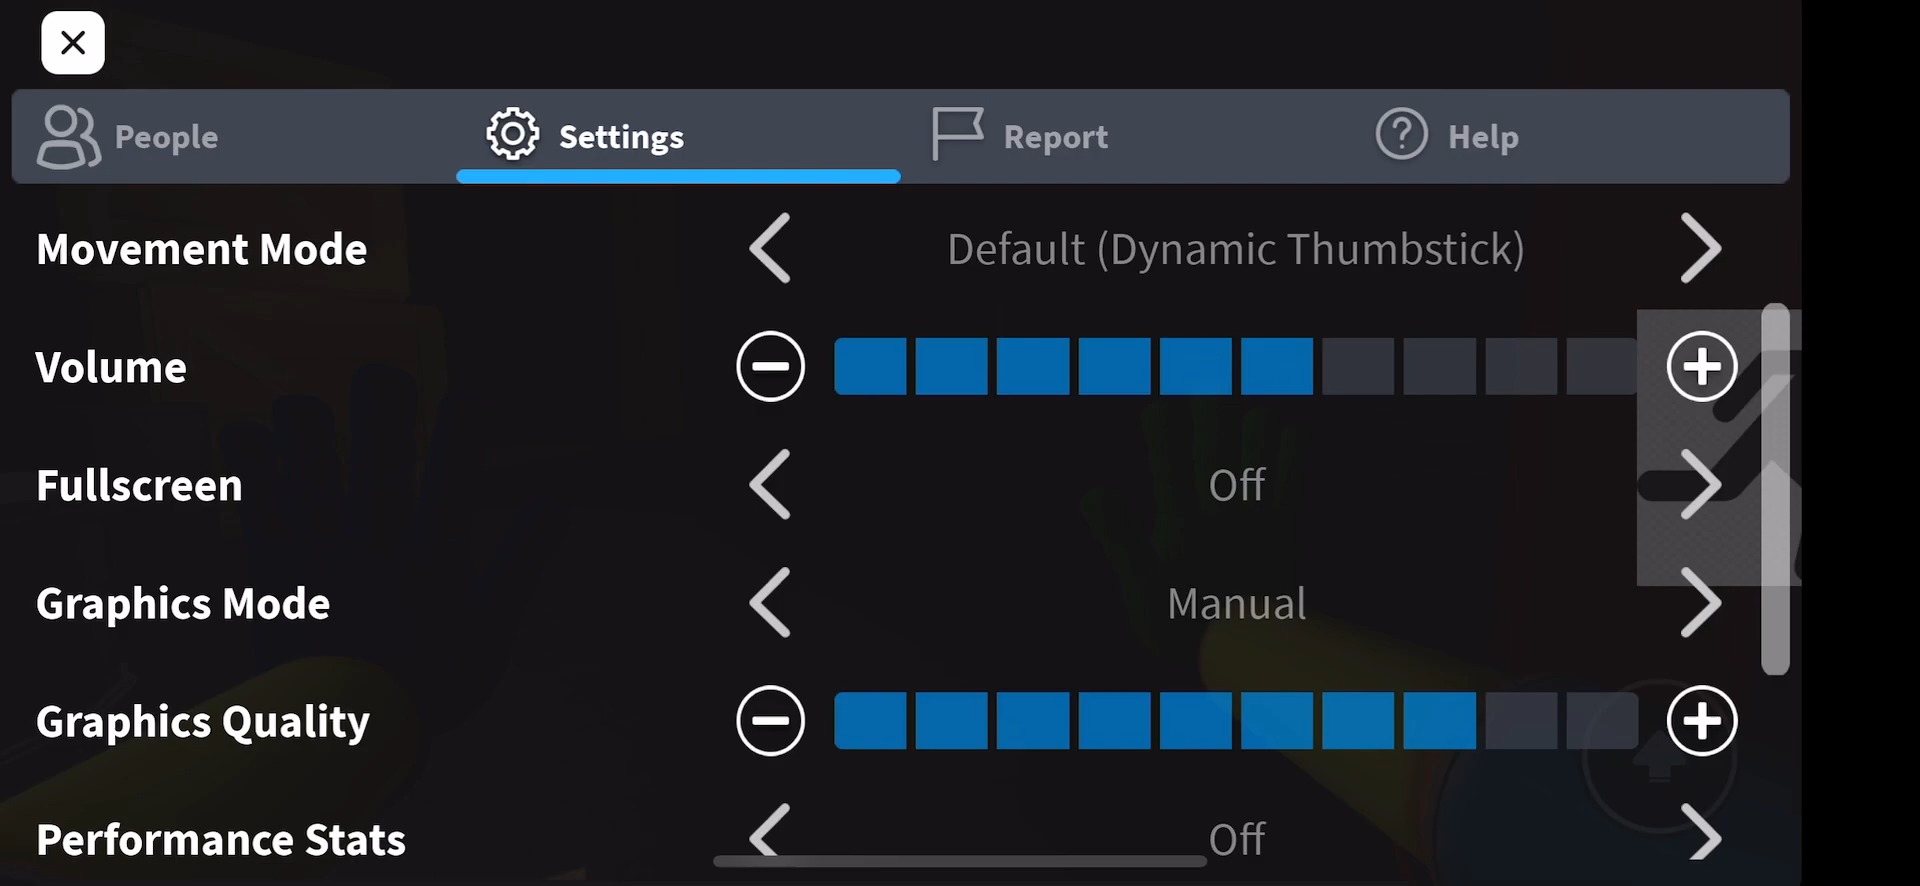 People
Settings
Report
Help
Movement Mode
Default (Dynamic Thumbstick)
Volume
Fullscreen
Off
Graphics Mode
Manual
Graphics Quality
Performance Stats
Off